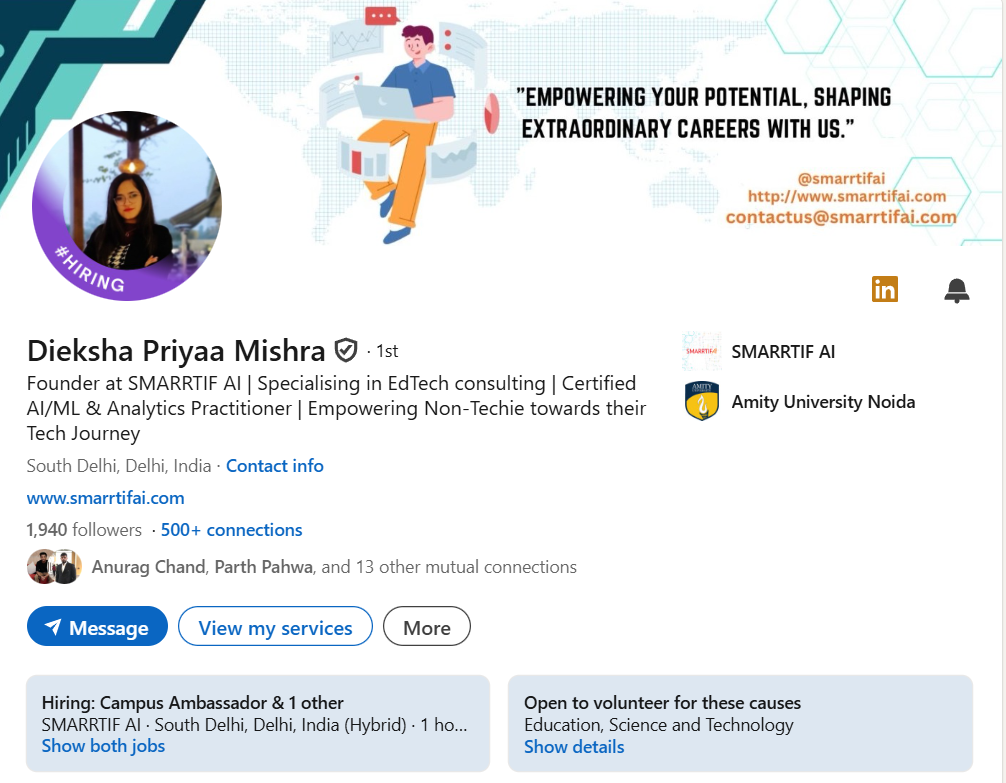 "EMPOWERING YOUR POTENTIAL, SHAPING
EXTRAORDINARY CAREERS WITH US."
@smarrtifai
http://www.smarrtifai.com
contactus@smarrtifai.com
#HIRING
in
Dieksha Priyaa Mishra · 1st
Founder at SMARRTIF AI | Specialising in EdTech consulting | Certified
AI/ML & Analytics Practitioner | Empowering Non-Techie towards their
Tech Journey
South Delhi, Delhi, India · Contact info
www.smarrtifai.com
1,940 followers · 500+ connections
Anurag Chand, Parth Pahwa, and 13 other mutual connections
SMARRTIF AI
SMARRTIF AI
AMITY
Amity University Noida
Message
View my services
More
Hiring: Campus Ambassador & 1 other
SMARRTIF AI · South Delhi, Delhi, India (Hybrid) · 1 ho...
Show both jobs
Open to volunteer for these causes
Education, Science and Technology
Show details